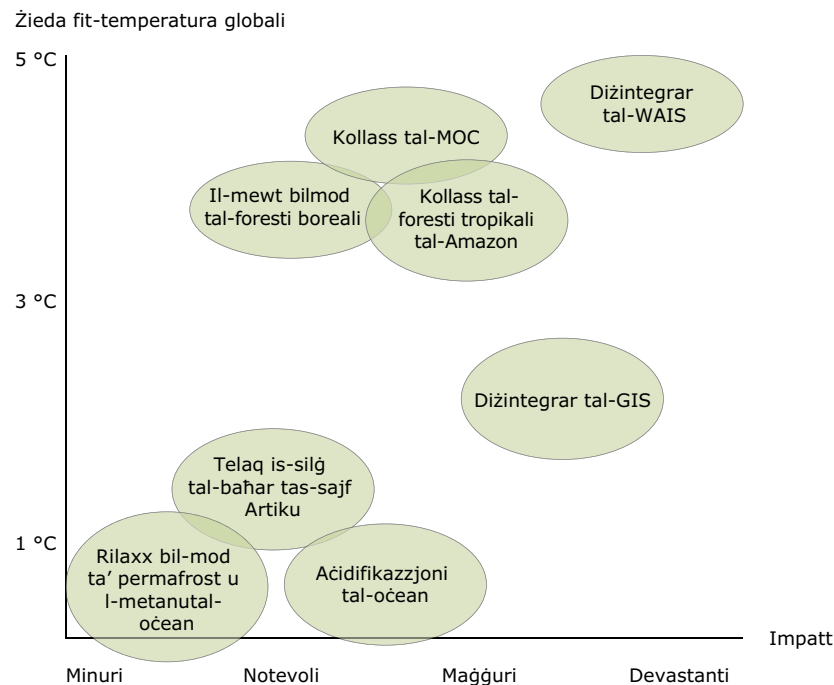 Żieda fit-temperatura globali
5 °C
Diżintegrar
tal-WAIS
Kollass tal-MOC
Il-mewt bilmod
tal-foresti boreali
Kollass tal-
foresti tropikali
tal-Amazon
3 °C
Diżintegrar tal-GIS
Telaq is-silġ
tal-baħar tas-sajf
Artiku
1 °C
Rilaxx bil-mod
ta’ permafrost u
l-metanutal-
oċean
Aċidifikazzjoni
tal-oċean
Impatt
Minuri
Notevoli
Maġġuri
Devastanti